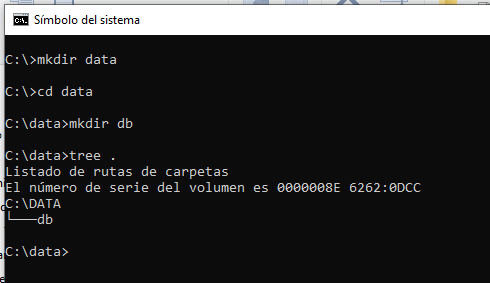 Símbolo del sistema
C:\>mkdir data
C:\>cd data
C:\data>mkdir db
C:\data>tree .
Listado de rutas de carpetas
El número de serie del volumen es 0000008E 6262:0DCC
C:\DATA
└───db
C:\data>